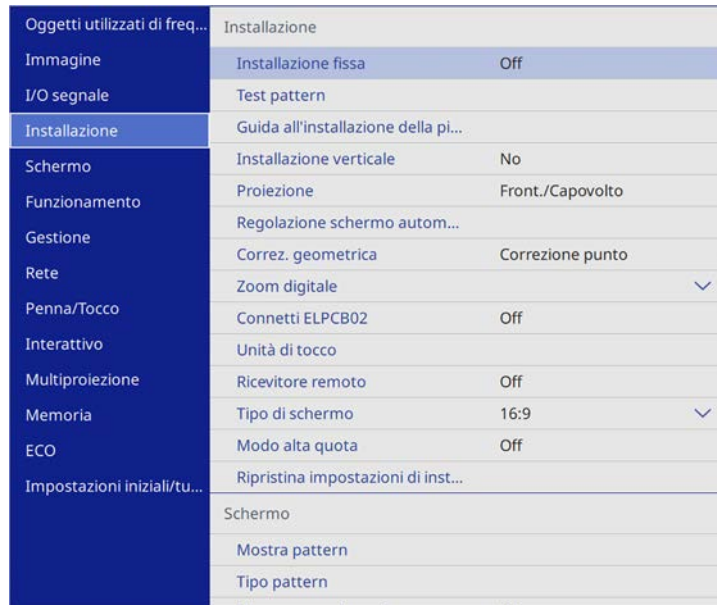 Oggetti utilizzati di freq...
Immagine
I/O segnale
Installazione
Schermo
Funzionamento
Gestione
Rete
Penna/Tocco
Interattivo
Multiproiezione
Memoria
ECO
Impostazioni iniziali/tu...
Installazione
Installazione fissa Off
Test pattern
Guida all'installazione della pi...
Installazione verticale No
Proiezione Front./Capovolto
Regolazione schermo autom...
Correz. geometrica Correzione punto
Zoom digitale
Connetti ELPCB02 Off
Unità di tocco
Ricevitore remoto Off
Tipo di schermo 16:9
Modo alta quota Off
Ripristina impostazioni di inst...
Schermo
Mostra pattern
Tipo pattern